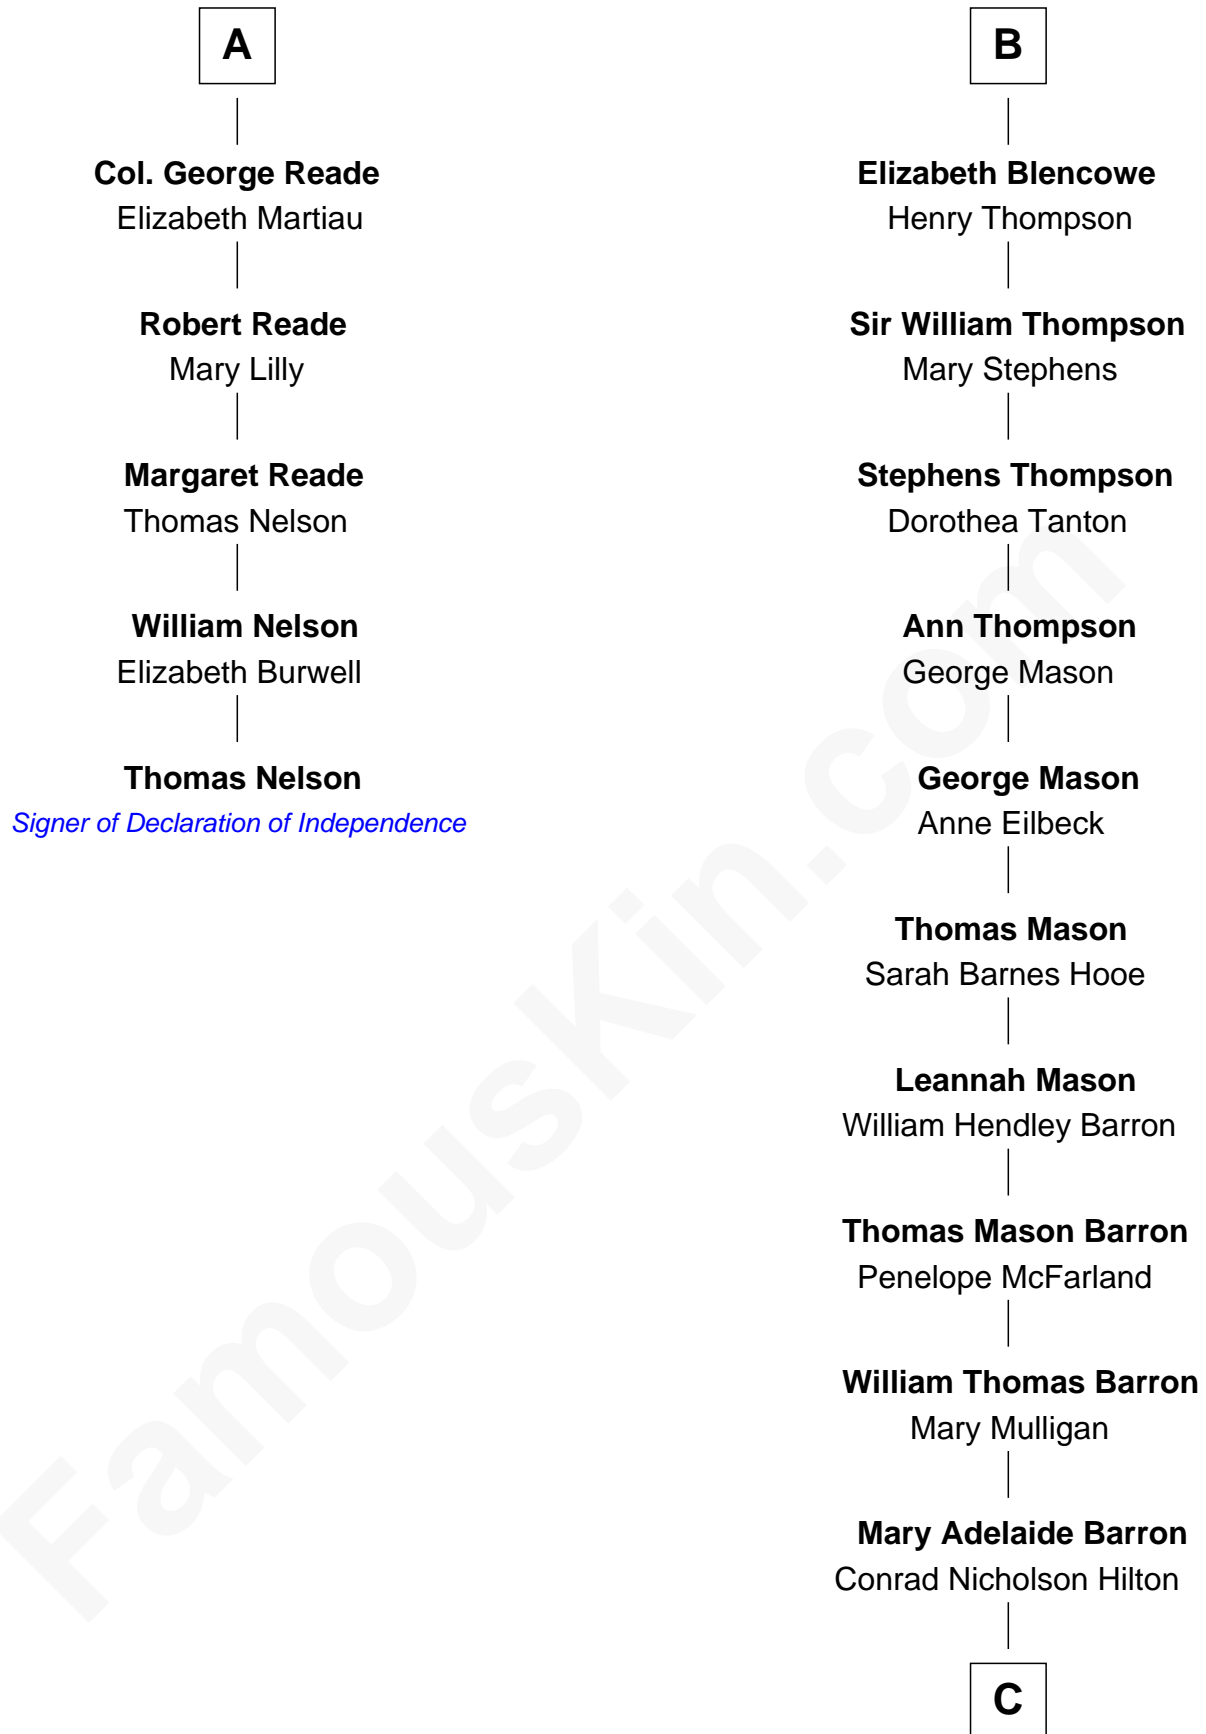 A
Col. George Reade
Elizabeth Martiau
Robert Reade
Mary Lilly
Margaret Reade
Thomas Nelson
William Nelson
Elizabeth Burwell
Thomas Nelson
Signer of Declaration of Independence
B
Elizabeth Blencowe
Henry Thompson
Sir William Thompson
Mary Stephens
Stephens Thompson
Dorothea Tanton
Ann Thompson
George Mason
George Mason
Anne Eilbeck
Thomas Mason
Sarah Barnes Hooe
Leannah Mason
William Hendley Barron
Thomas Mason Barron
Penelope McFarland
William Thomas Barron
Mary Mulligan
Mary Adelaide Barron
Conrad Nicholson Hilton
C
FamousKin.com